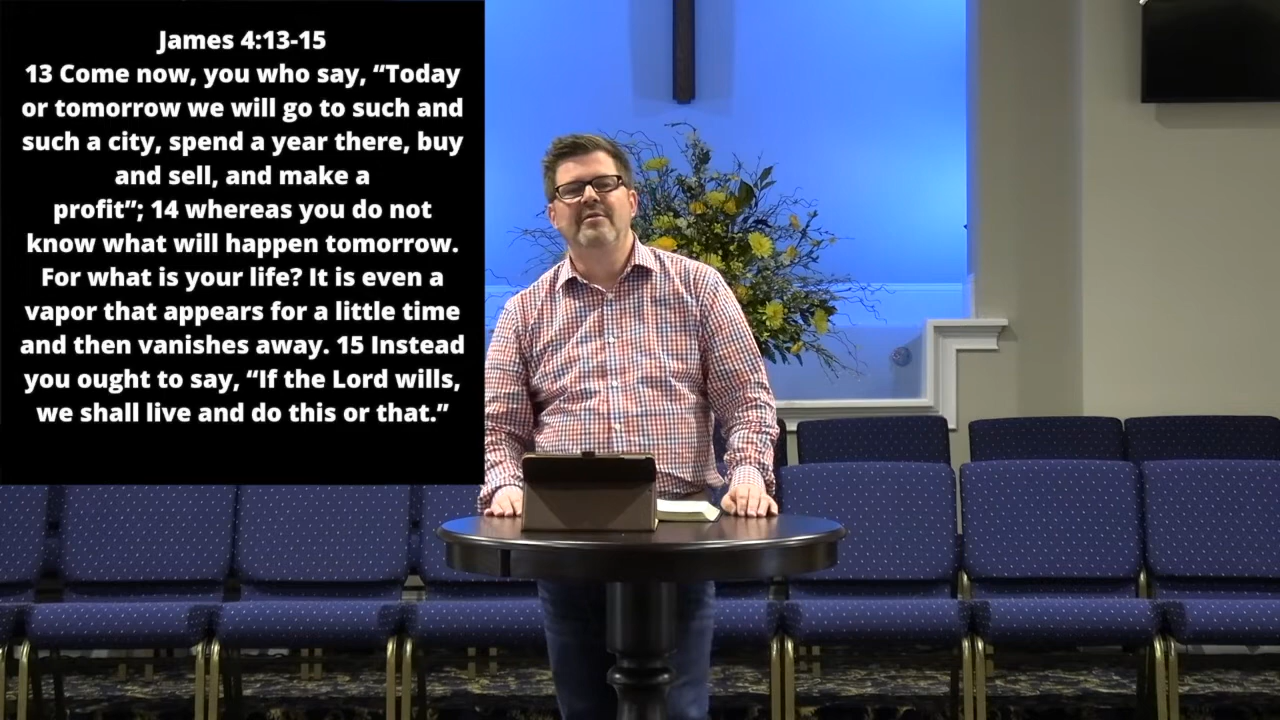 James 4:13-15
13 Come now, you who say, “Today
or tomorrow we will go to such and
such a city, spend a year there, buy
and sell, and make a
profit”; 14 whereas you do not
know what will happen tomorrow.
For what is your life? It is even a
vapor that appears for a little time
and then vanishes away. 15 Instead
you ought to say, “If the Lord wills,
we shall live and do this or that.”